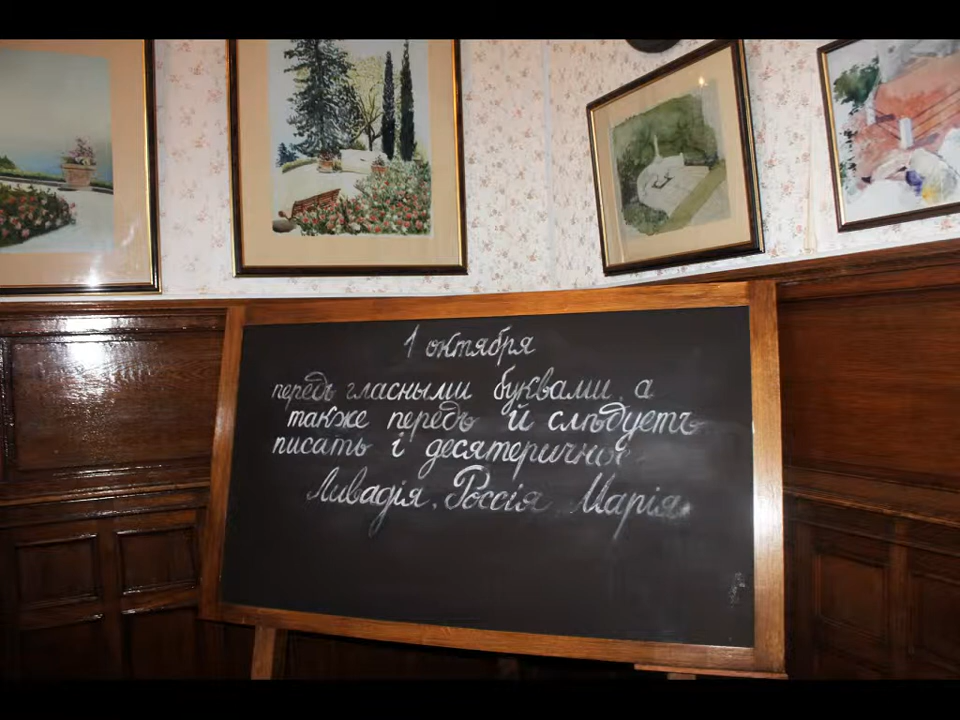 1 октября
передъ гласными буквами, а
также передъ й слѣдуетъ
писать і десятеричное
Ливадія, Россія Марія